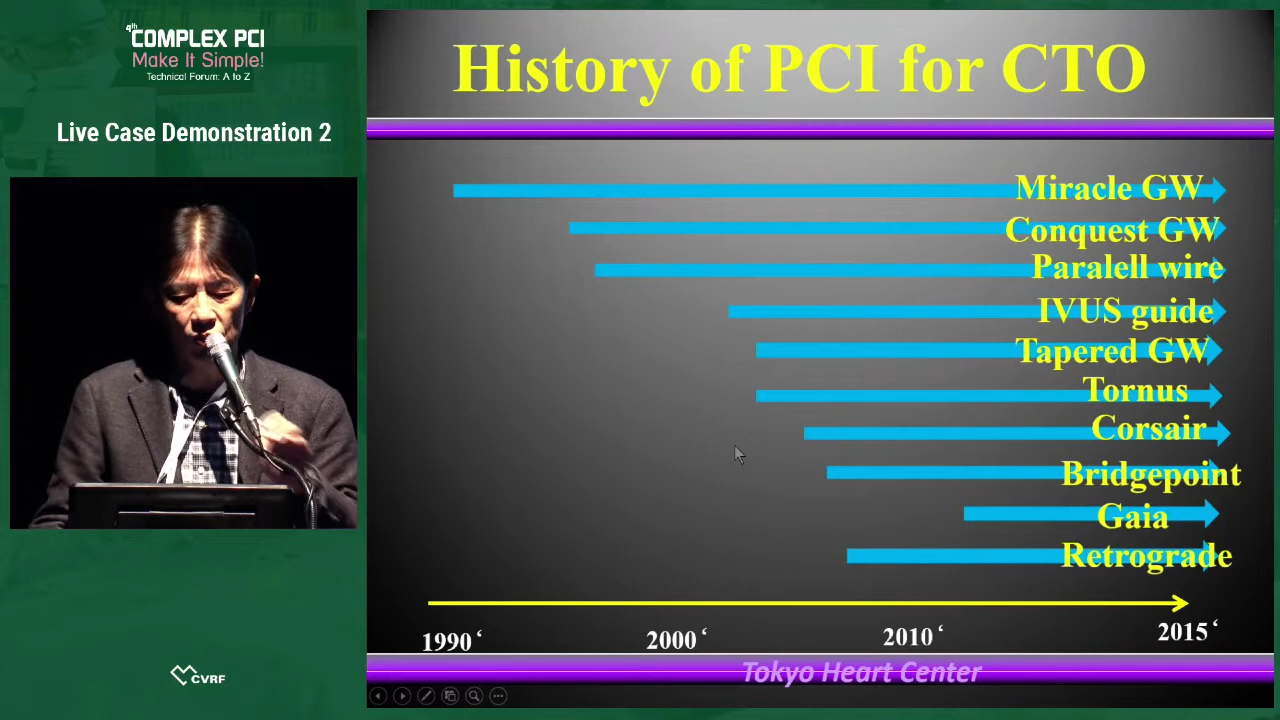 4th
COMPLEX PCI
Make It Simple!
Technical Forum: A to Z
Live Case Demonstration 2
CVRF
History of PCI for CTO
Miracle GW
Conquest GW
Paralell wire
IVUS guide
Tapered GW
Tornus
Corsair
Bridgepoint
Gaia
Retrograde
1990‘
2000‘
2010‘
2015‘
Tokyo Heart Center